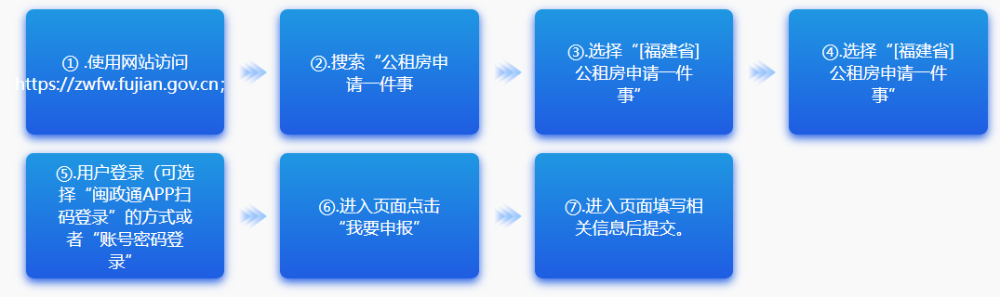 ① .使用网站访问
https://zwfw.fujian.gov.cn;
②.搜索“公租房申
请一件事
③.选择“[福建省]
公租房申请一件
事”
④.选择“[福建省]
公租房申请一件
事”
⑤.用户登录（可选
择“闽政通APP扫
码登录”的方式或
者“账号密码登
录”
⑥.进入页面点击
“我要申报”
⑦.进入页面填写相
关信息后提交。